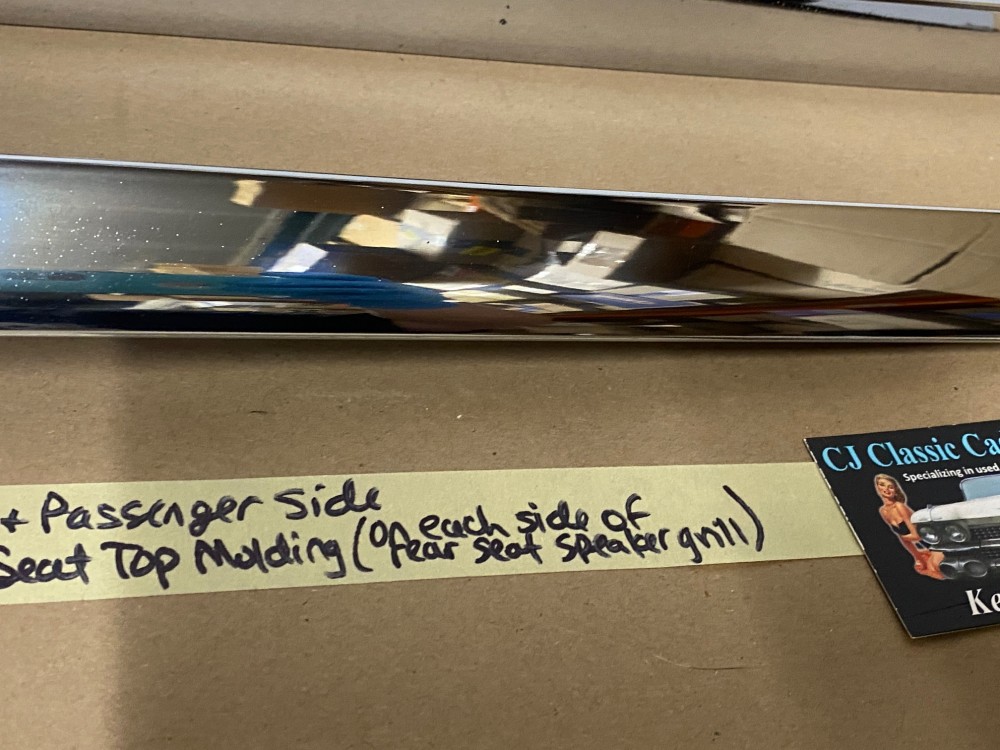 + Passenger Side
Seat Top Molding (On each side of
rear seat speaker grill)
CJ Classic Cad
Specializing in used
Ke